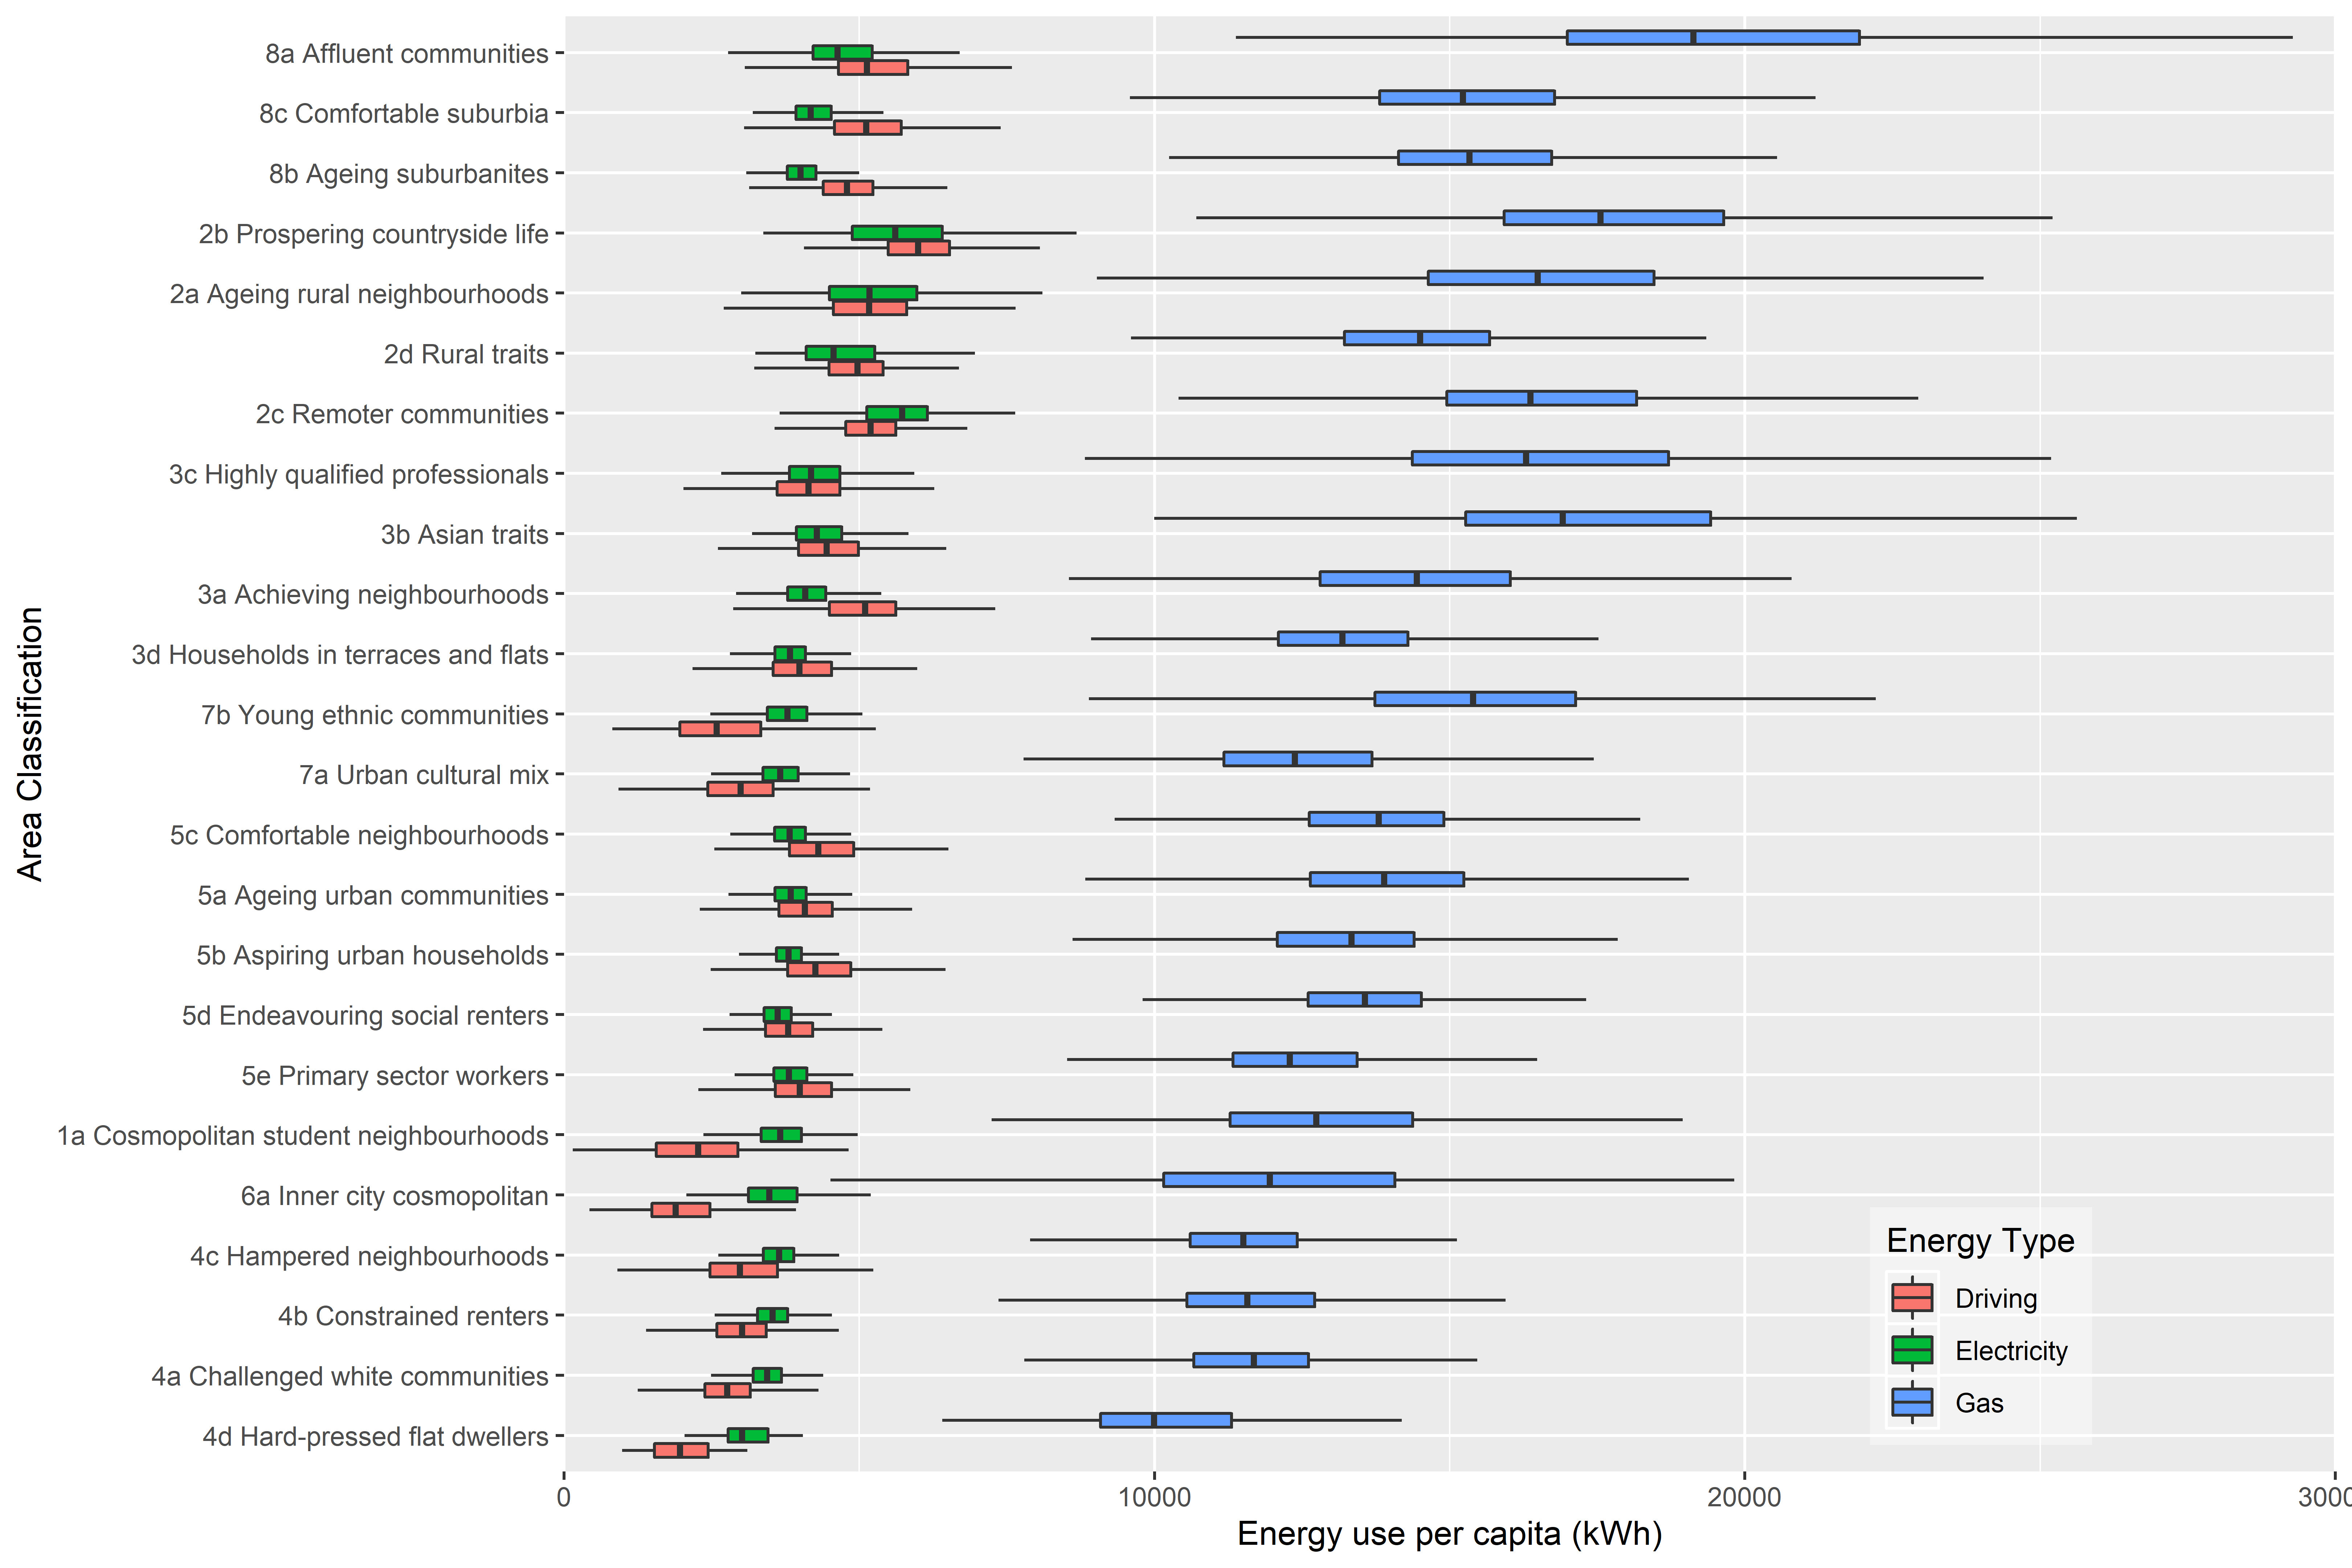 8a Affluent communities
8c Comfortable suburbia
8b Ageing suburbanites
2b Prospering countryside life
2a Ageing rural neighbourhoods
2d Rural traits
2c Remoter communities
3c Highly qualified professionals
3b Asian traits
3a Achieving neighbourhoods
3d Households in terraces and flats
7b Young ethnic communities
7a Urban cultural mix
5c Comfortable neighbourhoods
5a Ageing urban communities
5b Aspiring urban households
5d Endeavouring social renters
5e Primary sector workers
1a Cosmopolitan student neighbourhoods
6a Inner city cosmopolitan
4c Hampered neighbourhoods
4b Constrained renters
4a Challenged white communities
4d Hard-pressed flat dwellers
Area Classification
0 10000 20000 3000
Energy use per capita (kWh)
Energy Type
Driving
Electricity
Gas